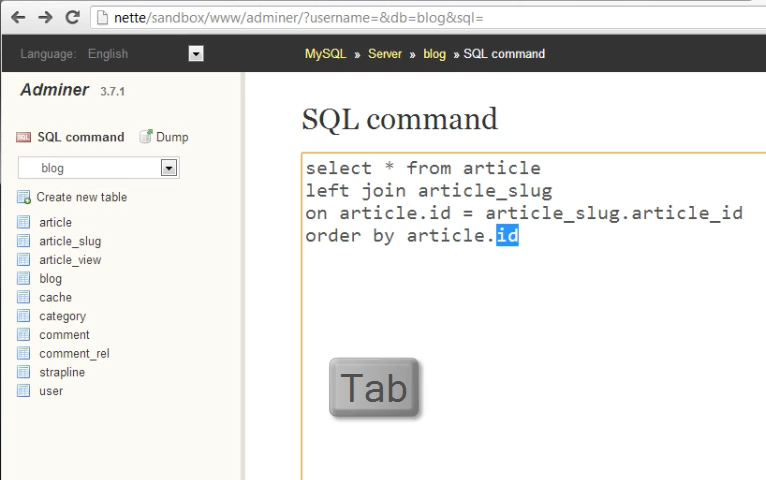 nette/sandbox/www/adminer/?username=&db=blog&sql=
Language: English
MySQL » Server » blog » SQL command
Adminer 3.7.1
SQL command
SQL command Dump
blog
Create new table
article
article_slug
article_view
blog
cache
category
comment
comment_rel
strapline
user
select * from article
left join article_slug
on article.id = article_slug.article_id
order by article.id
Tab